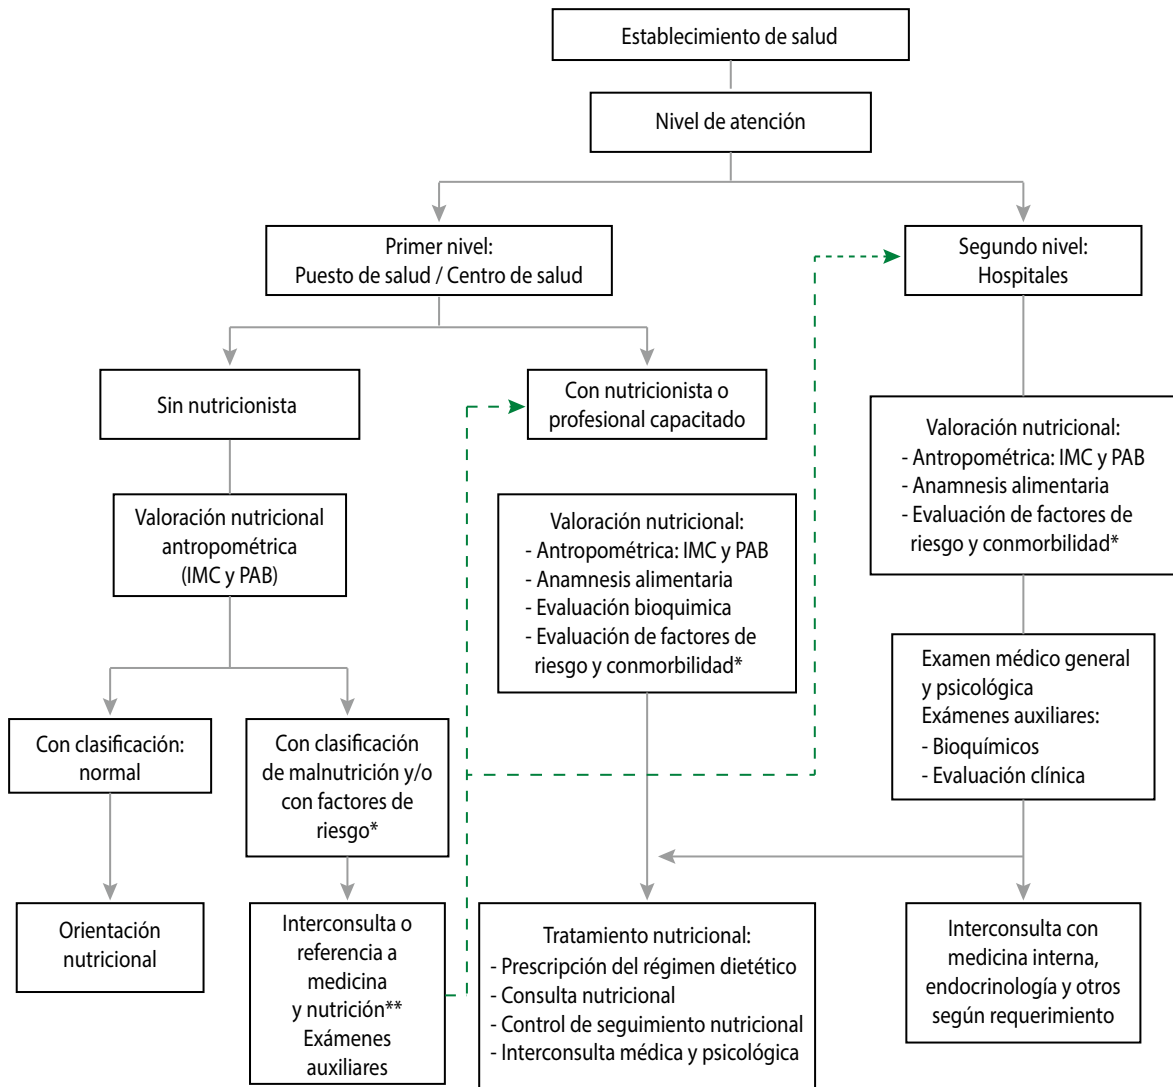 Establecimiento de salud
Nivel de atención
Primer nivel:
Puesto de salud / Centro de salud
Segundo nivel:
Hospitales
Sin nutricionista
Con nutricionista o
profesional capacitado
Valoración nutricional
antropométrica
(IMC y PAB)
Valoración nutricional:
- Antropométrica: IMC y PAB
- Anamnesis alimentaria
- Evaluación bioquimica
- Evaluación de factores de
riesgo y conmorbilidad*
Valoración nutricional:
- Antropométrica: IMC y PAB
- Anamnesis alimentaria
- Evaluación de factores de
riesgo y conmorbilidad*
Examen médico general
y psicológica
Exámenes auxiliares:
- Bioquímicos
- Evaluación clínica
Con clasificación:
normal
Con clasificación
de malnutrición y/o
con factores de
riesgo*
Orientación
nutricional
Interconsulta o
referencia a
medicina
y nutrición**
Exámenes
auxiliares
Tratamiento nutricional:
- Prescripción del régimen dietético
- Consulta nutricional
- Control de seguimiento nutricional
- Interconsulta médica y psicológica
Interconsulta con
medicina interna,
endocrinología y otros
según requerimiento